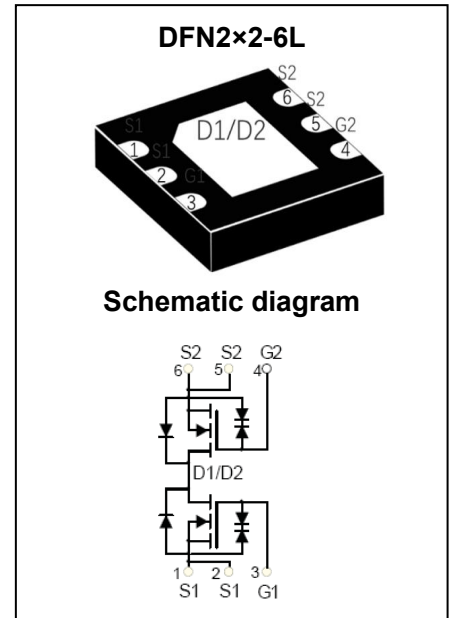 DFN2×2-6L
S2
6 S2
S1 D1/D2 5 G2
1 S1 4
2 G1
3
Schematic diagram
S2 S2 G2
6 5 4
D1/D2
1 2 3
S1 S1 G1